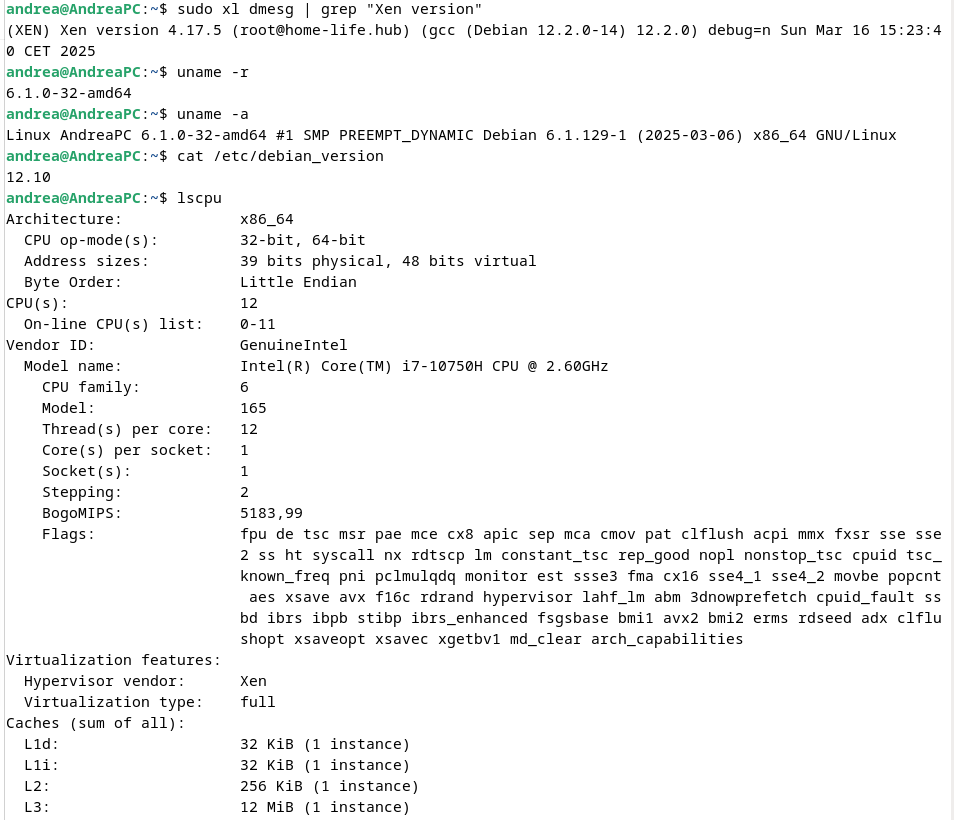 andrea@AndreaPC:~$ sudo xl dmesg | grep "Xen version"
(XEN) Xen version 4.17.5 (root@home-life.hub) (gcc (Debian 12.2.0-14) 12.2.0) debug=n Sun Mar 16 15:23:4
0 CET 2025
andrea@AndreaPC:~$ uname -r
6.1.0-32-amd64
andrea@AndreaPC:~$ uname -a
Linux AndreaPC 6.1.0-32-amd64 #1 SMP PREEMPT_DYNAMIC Debian 6.1.129-1 (2025-03-06) x86_64 GNU/Linux
andrea@AndreaPC:~$ cat /etc/debian_version
12.10
andrea@AndreaPC:~$ lscpu
Architecture:             x86_64
  CPU op-mode(s):         32-bit, 64-bit
  Address sizes:          39 bits physical, 48 bits virtual
  Byte Order:             Little Endian
CPU(s):                   12
  On-line CPU(s) list:    0-11
Vendor ID:                GenuineIntel
  Model name:             Intel(R) Core(TM) i7-10750H CPU @ 2.60GHz
    CPU family:           6
    Model:                165
    Thread(s) per core:   12
    Core(s) per socket:   1
    Socket(s):            1
    Stepping:             2
    BogoMIPS:             5183,99
    Flags:                fpu de tsc msr pae mce cx8 apic sep mca cmov pat clflush acpi mmx fxsr sse sse
                          2 ss ht syscall nx rdtscp lm constant_tsc rep_good nopl nonstop_tsc cpuid tsc_
                          known_freq pni pclmulqdq monitor est ssse3 fma cx16 sse4_1 sse4_2 movbe popcnt
                           aes xsave avx f16c rdrand hypervisor lahf_lm abm 3dnowprefetch cpuid_fault ss
                          bd ibrs ibpb stibp ibrs_enhanced fsgsbase bmi1 avx2 bmi2 erms rdseed adx clflu
                          shopt xsaveopt xsavec xgetbv1 md_clear arch_capabilities
Virtualization features:
  Hypervisor vendor:      Xen
  Virtualization type:    full
Caches (sum of all):
  L1d:                    32 KiB (1 instance)
  L1i:                    32 KiB (1 instance)
  L2:                     256 KiB (1 instance)
  L3:                     12 MiB (1 instance)